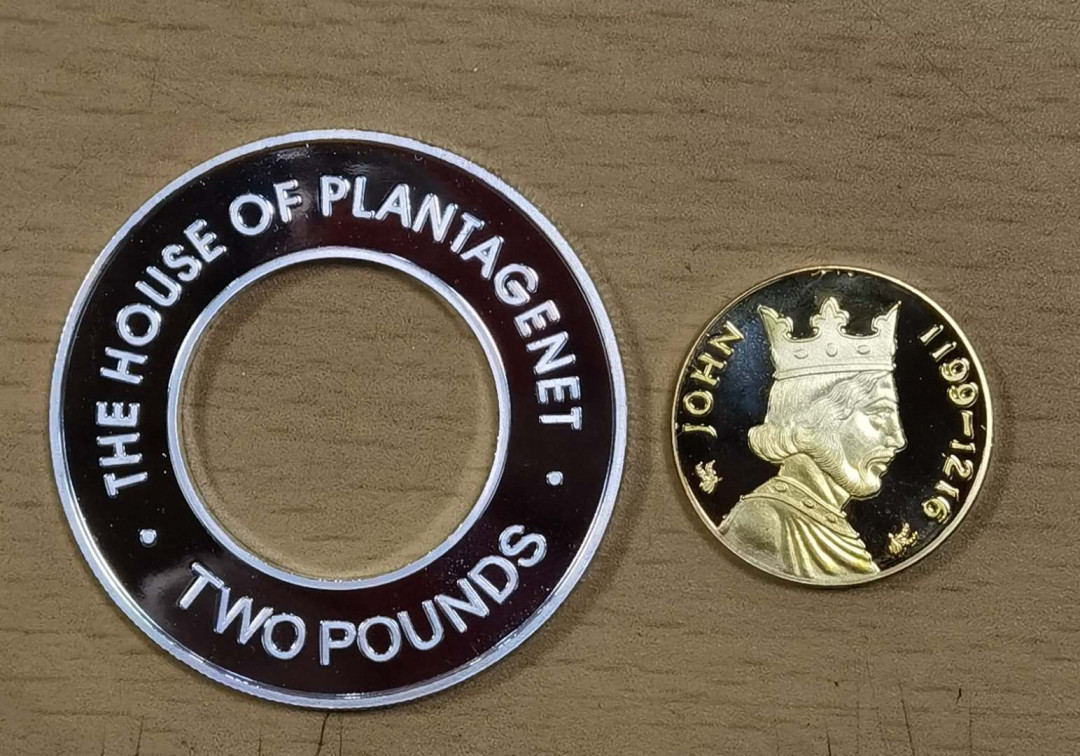 THE HOUSE OF PLANTAGENET
TWO POUNDS
JOHN
1199-1216